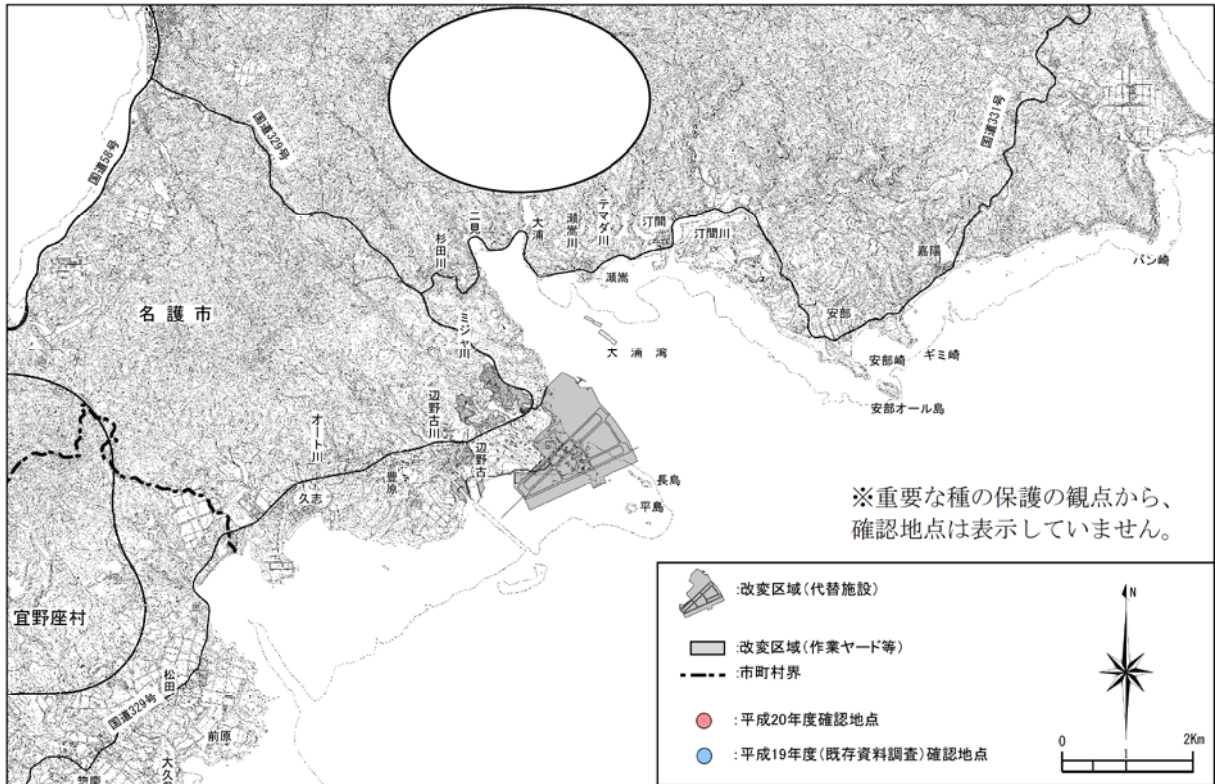 国道58号
国道329号
国道331号
名護市
杉田川
二見
大浦
瀬嵩川
テマダ川
汀間
汀間川
瀬嵩
嘉陽
バン崎
安部
安部崎
ギミ崎
安部オール島
大浦湾
ミジャ川
辺野古川
辺野古
オート川
豊原
久志
長島
平島
宜野座村
松田
国道329号
前原
惣慶
※重要な種の保護の観点から、
確認地点は表示していません。
:改変区域(代替施設)
:改変区域(作業ヤード等)
:市町村界
:平成20年度確認地点
:平成19年度(既存資料調査)確認地点
N
0 2Km